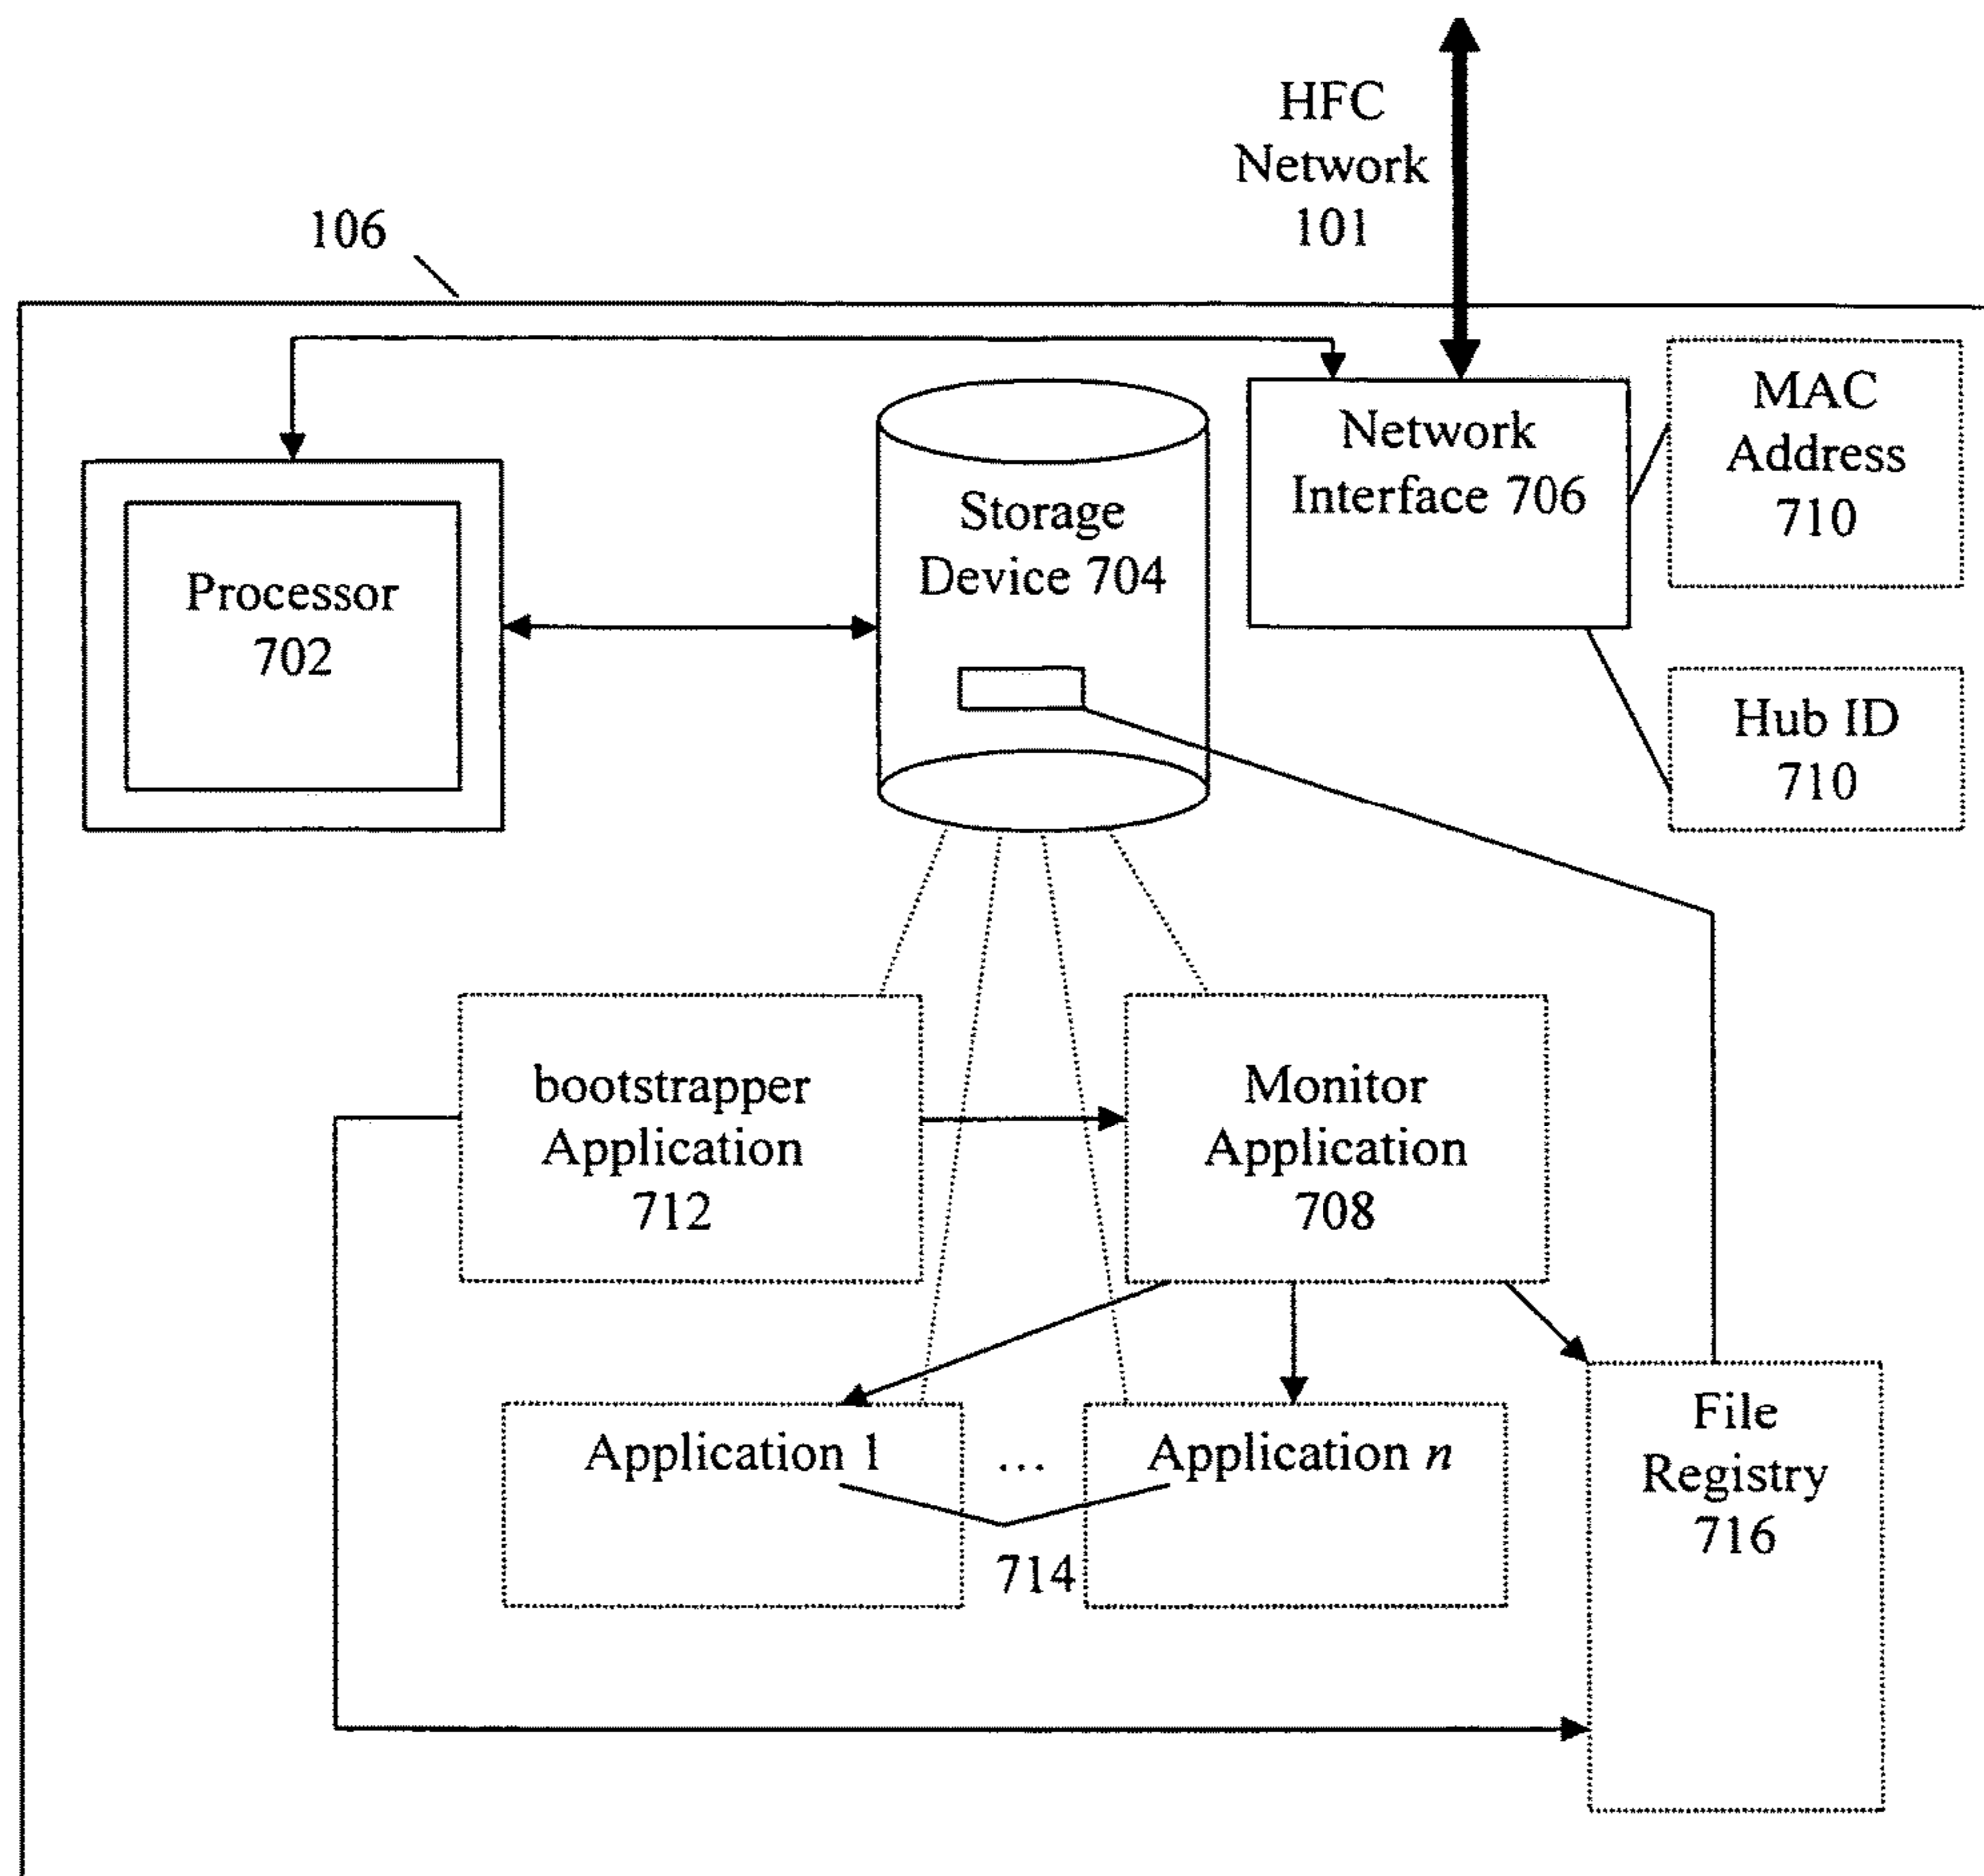 HFC
Network
101
106
MAC
Address
710
Network
Interface 706
Storage
Device 704
Processor
702
Hub ID
710
bootstrapper
Application
712
Monitor
Application
708
File
Registry
716
Application 1
...
Application n
714